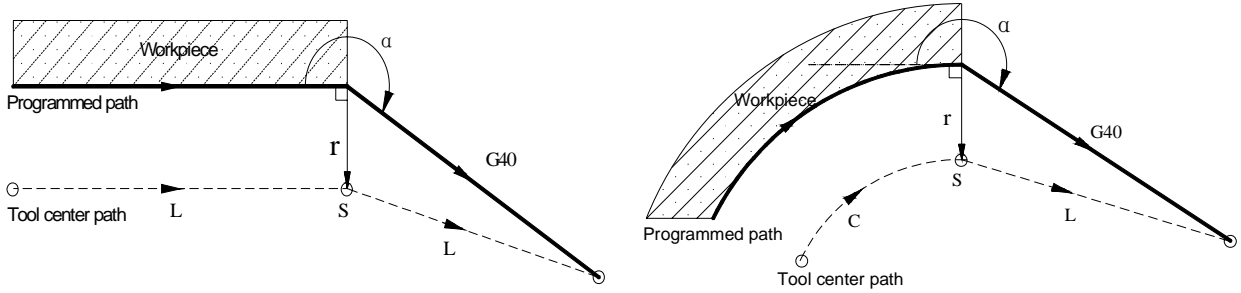 α
Workpiece
Programmed path
r
G40
Tool center path
L
S
L
α
Workpiece
r
G40
S
L
C
Programmed path
Tool center path